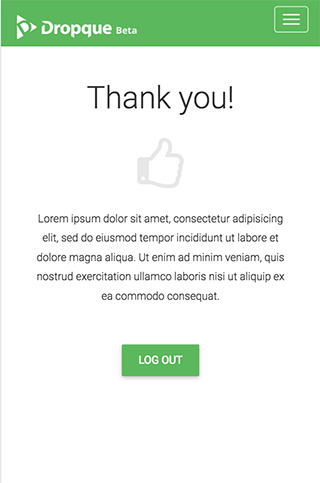 Dropque Beta
Thank you!
Lorem ipsum dolor sit amet, consectetur adipisicing
elit, sed do eiusmod tempor incididunt ut labore et
dolore magna aliqua. Ut enim ad minim veniam, quis
nostrud exercitation ullamco laboris nisi ut aliquip ex
ea commodo consequat.
LOG OUT